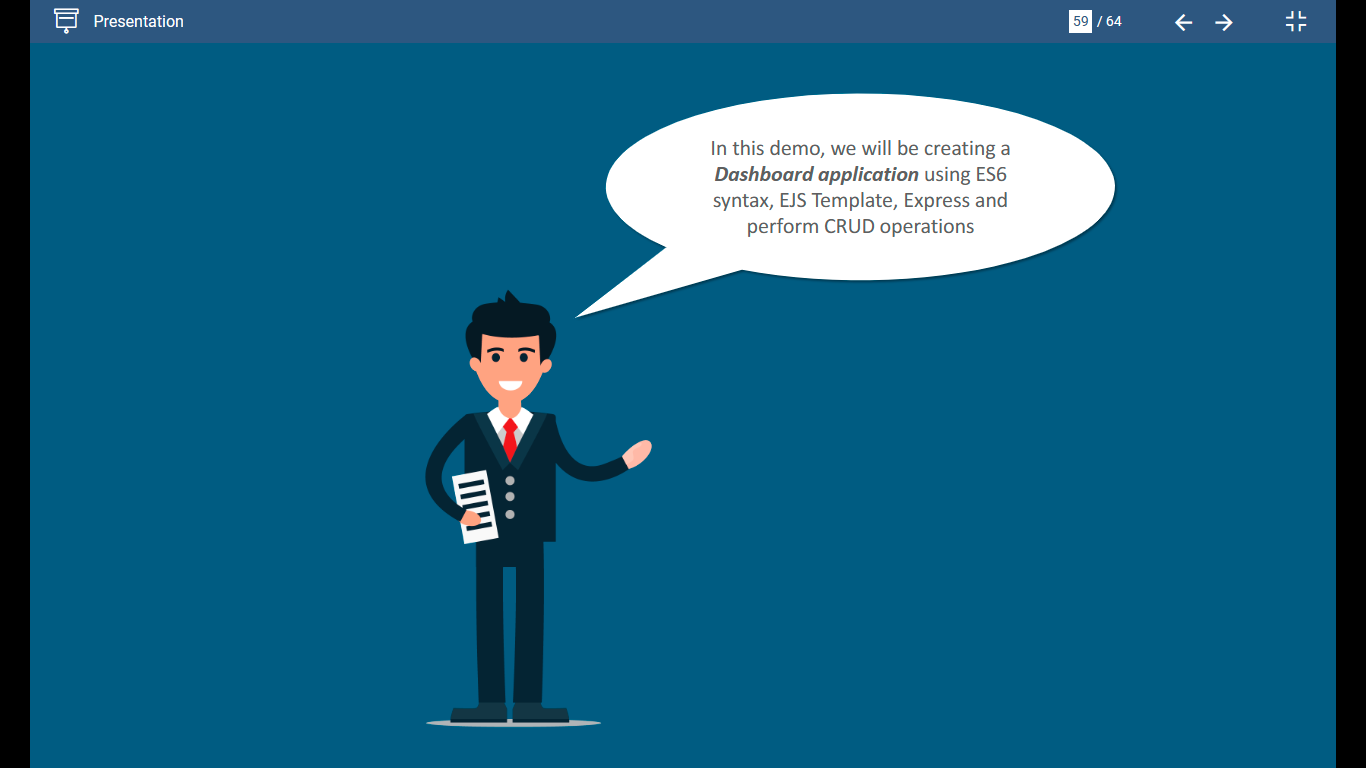 Presentation
59 / 64
In this demo, we will be creating a
Dashboard application using ES6
syntax, EJS Template, Express and
perform CRUD operations